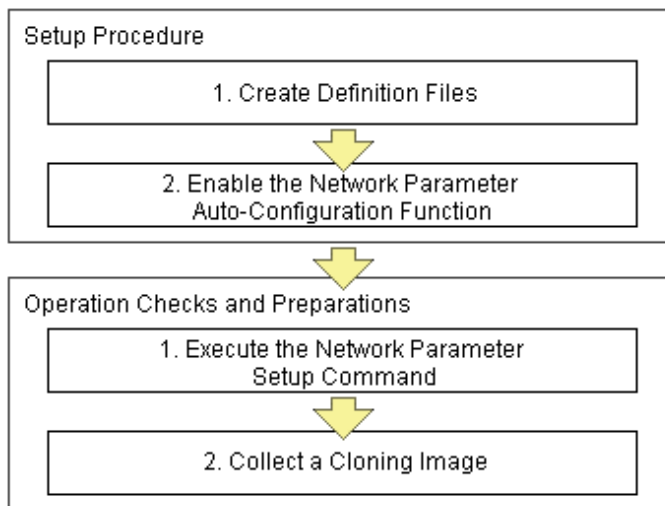 Setup Procedure
1. Create Definition Files
2. Enable the Network Parameter
Auto-Configuration Function
Operation Checks and Preparations
1. Execute the Network Parameter
Setup Command
2. Collect a Cloning Image